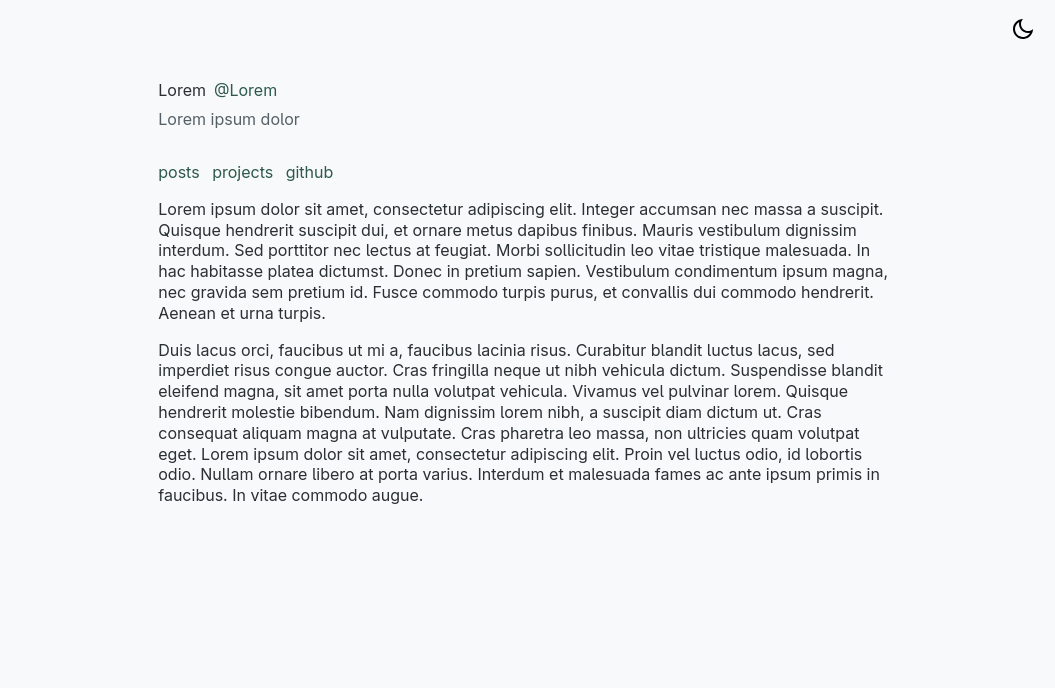 Lorem @Lorem
Lorem ipsum dolor
posts projects github
Lorem ipsum dolor sit amet, consectetur adipiscing elit. Integer accumsan nec massa a suscipit.
Quisque hendrerit suscipit dui, et ornare metus dapibus finibus. Mauris vestibulum dignissim
interdum. Sed porttitor nec lectus at feugiat. Morbi sollicitudin leo vitae tristique malesuada. In
hac habitasse platea dictumst. Donec in pretium sapien. Vestibulum condimentum ipsum magna,
nec gravida sem pretium id. Fusce commodo turpis purus, et convallis dui commodo hendrerit.
Aenean et urna turpis.
Duis lacus orci, faucibus ut mi a, faucibus lacinia risus. Curabitur blandit luctus lacus, sed
imperdiet risus congue auctor. Cras fringilla neque ut nibh vehicula dictum. Suspendisse blandit
eleifend magna, sit amet porta nulla volutpat vehicula. Vivamus vel pulvinar lorem. Quisque
hendrerit molestie bibendum. Nam dignissim lorem nibh, a suscipit diam dictum ut. Cras
consequat aliquam magna at vulputate. Cras pharetra leo massa, non ultricies quam volutpat
eget. Lorem ipsum dolor sit amet, consectetur adipiscing elit. Proin vel luctus odio, id lobortis
odio. Nullam ornare libero at porta varius. Interdum et malesuada fames ac ante ipsum primis in
faucibus. In vitae commodo augue.